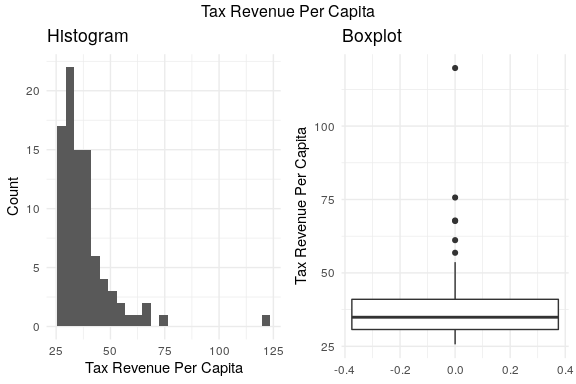 Tax Revenue Per Capita
Histogram
Count
20
15
10
5
0
25 50 75 100 125
Tax Revenue Per Capita
Boxplot
Tax Revenue Per Capita
100
75
50
25
-0.4 -0.2 0.0 0.2 0.4